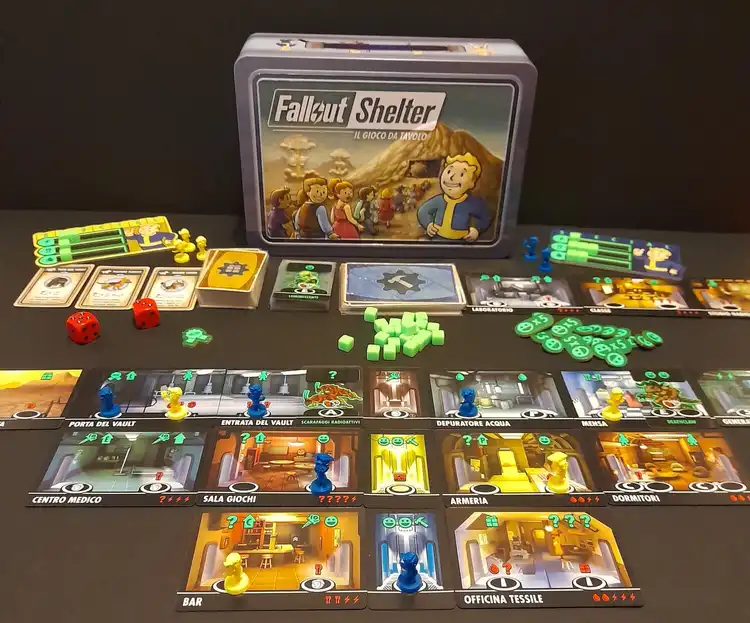 Fallout Shelter
IL GIOCO DA TAVOLO
LABORATORIO
CLASSE
PORTA DEL VAULT
ENTRATA DEL VAULT
SCARAFAGGI RADIOATTIVI
DEPURATORE ACQUA
MENSA
DEATHCLAW
CENTRO MEDICO
SALA GIOCHI
ARMERIA
DORMITORI
BAR
OFFICINA TESSILE